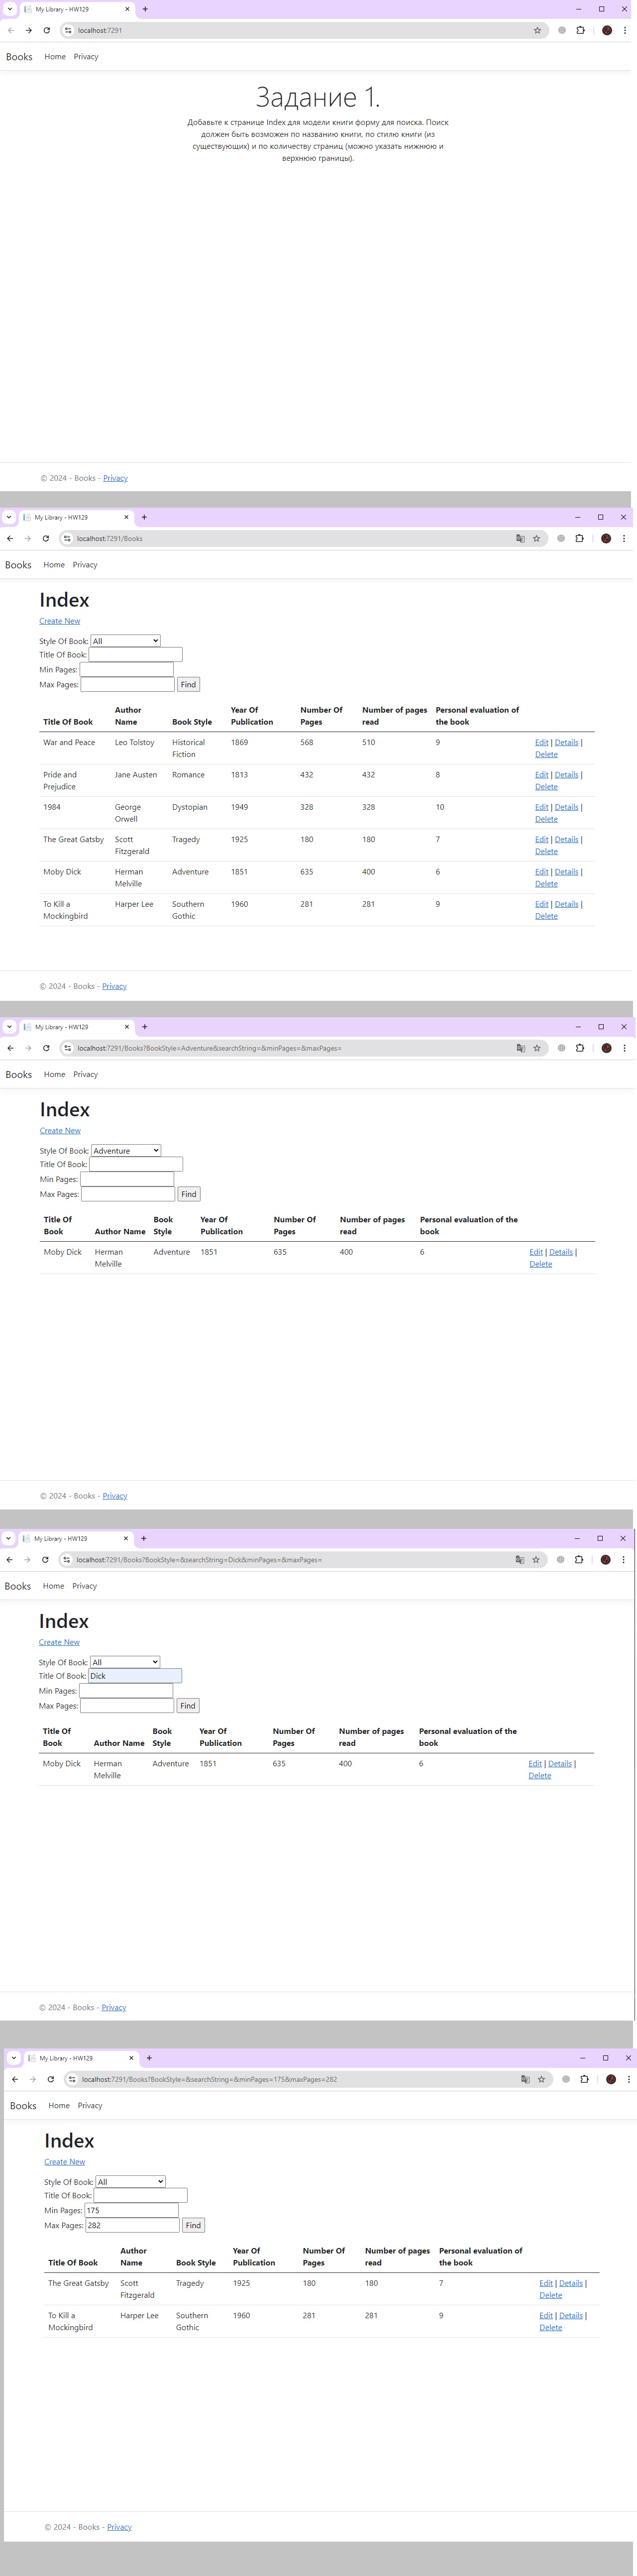 My Library - HW129
localhost:7291
Books Home Privacy
Задание 1.
Добавьте к странице Index для модели книги форму для поиска. Поиск
должен быть возможен по названию книги, по стилю книги (из
существующих) и по количеству страниц (можно указать нижнюю и
верхнюю границы).
© 2024 - Books - Privacy
My Library - HW129
localhost:7291/Books
Books Home Privacy
Index
Create New
Style Of Book: All
Title Of Book:
Min Pages:
Max Pages: Find
Title Of Book Author Name Book Style Year Of Publication Number Of Pages Number of pages read Personal evaluation of the book
War and Peace Leo Tolstoy Historical Fiction 1869 568 510 9 Edit | Details | Delete
Pride and Prejudice Jane Austen Romance 1813 432 432 8 Edit | Details | Delete
1984 George Orwell Dystopian 1949 328 328 10 Edit | Details | Delete
The Great Gatsby Scott Fitzgerald Tragedy 1925 180 180 7 Edit | Details | Delete
Moby Dick Herman Melville Adventure 1851 635 400 6 Edit | Details | Delete
To Kill a Mockingbird Harper Lee Southern Gothic 1960 281 281 9 Edit | Details | Delete
© 2024 - Books - Privacy
My Library - HW129
localhost:7291/Books?BookStyle=Adventure&searchString=&minPages=&maxPages=
Books Home Privacy
Index
Create New
Style Of Book: Adventure
Title Of Book:
Min Pages:
Max Pages: Find
Title Of Book Author Name Book Style Year Of Publication Number Of Pages Number of pages read Personal evaluation of the book
Moby Dick Herman Melville Adventure 1851 635 400 6 Edit | Details | Delete
© 2024 - Books - Privacy
My Library - HW129
localhost:7291/Books?BookStyle=&searchString=Dick&minPages=&maxPages=
Books Home Privacy
Index
Create New
Style Of Book: All
Title Of Book: Dick
Min Pages:
Max Pages: Find
Title Of Book Author Name Book Style Year Of Publication Number Of Pages Number of pages read Personal evaluation of the book
Moby Dick Herman Melville Adventure 1851 635 400 6 Edit | Details | Delete
© 2024 - Books - Privacy
My Library - HW129
localhost:7291/Books?BookStyle=&searchString=&minPages=175&maxPages=282
Books Home Privacy
Index
Create New
Style Of Book: All
Title Of Book:
Min Pages: 175
Max Pages: 282 Find
Title Of Book Author Name Book Style Year Of Publication Number Of Pages Number of pages read Personal evaluation of the book
The Great Gatsby Scott Fitzgerald Tragedy 1925 180 180 7 Edit | Details | Delete
To Kill a Mockingbird Harper Lee Southern Gothic 1960 281 281 9 Edit | Details | Delete
© 2024 - Books - Privacy